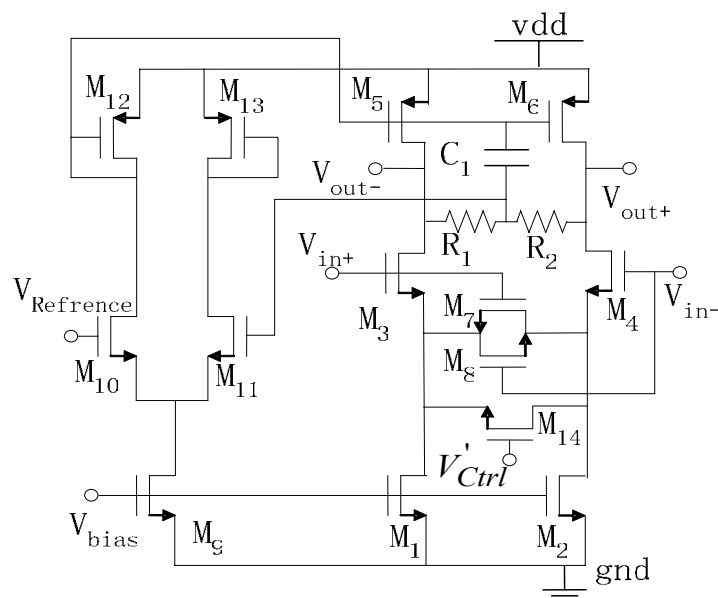 vdd
M12
M13
M5
M6
C1
Vout-
Vout+
R1
R2
Vin+
VRefrence
M7
M3
M4
Vin-
M10
M11
M8
M14
V'Ctrl
Vbias
M9
M1
M2
gnd